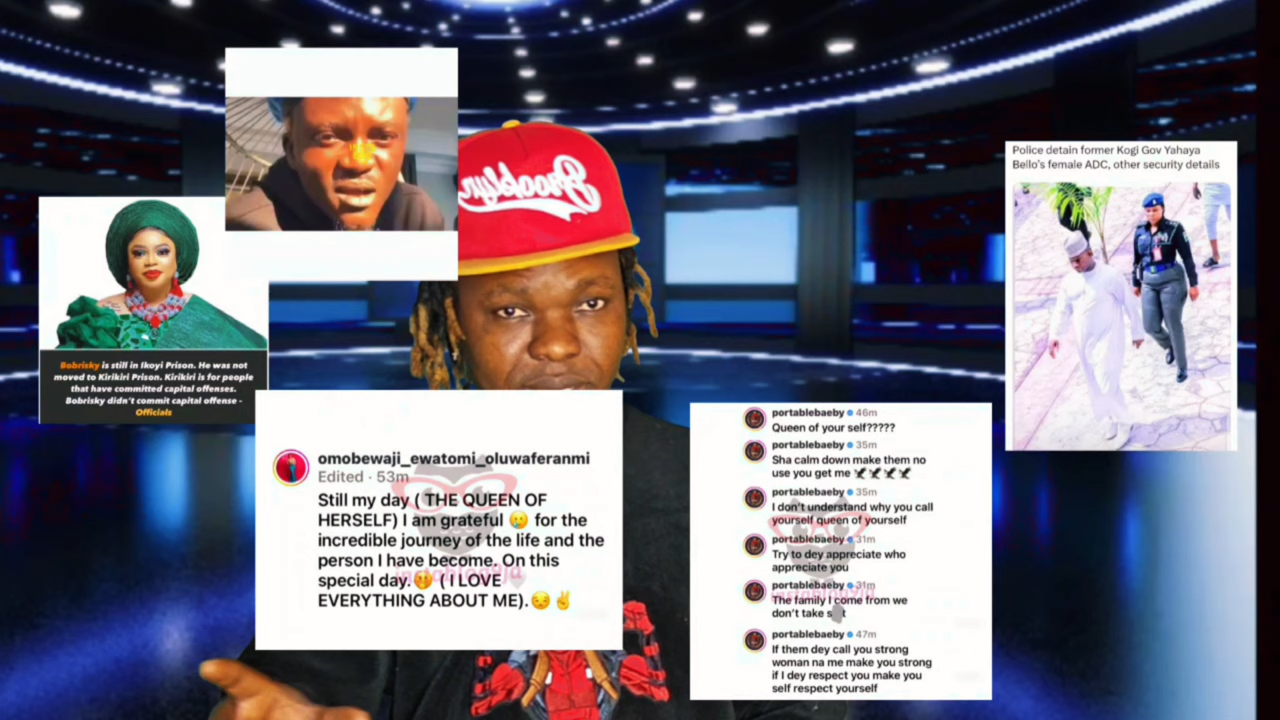 Brooklyn
Police detain former Kogi Gov Yahaya
Bello's female ADC, other security details
Bobrisky is still in Ikoyi Prison. He was not
moved to Kirikiri Prison. Kirikiri is for people
that have committed capital offenses.
Bobrisky didn't commit capital offense -
Officials
omobewaji_ewatomi_oluwaferanmi
Edited · 53m
Still my day ( THE QUEEN OF
HERSELF) I am grateful 🥲 for the
incredible journey of the life and the
person I have become. On this
special day.🤭 ( I LOVE
EVERYTHING ABOUT ME).😏✌️
instablog9ja
portablebaeby 46m
Queen of your self?????
portablebaeby 35m
Sha calm down make them no
use you get me 🕊🕊🕊🕊
portablebaeby 35m
I don't understand why you call
yourself queen of yourself
portablebaeby 31m
Try to dey appreciate who
appreciate you
portablebaeby 31m
The family I come from we
don't take s t
instablog9ja
portablebaeby 47m
If them dey call you strong
woman na me make you strong
if I dey respect you make you
self respect yourself